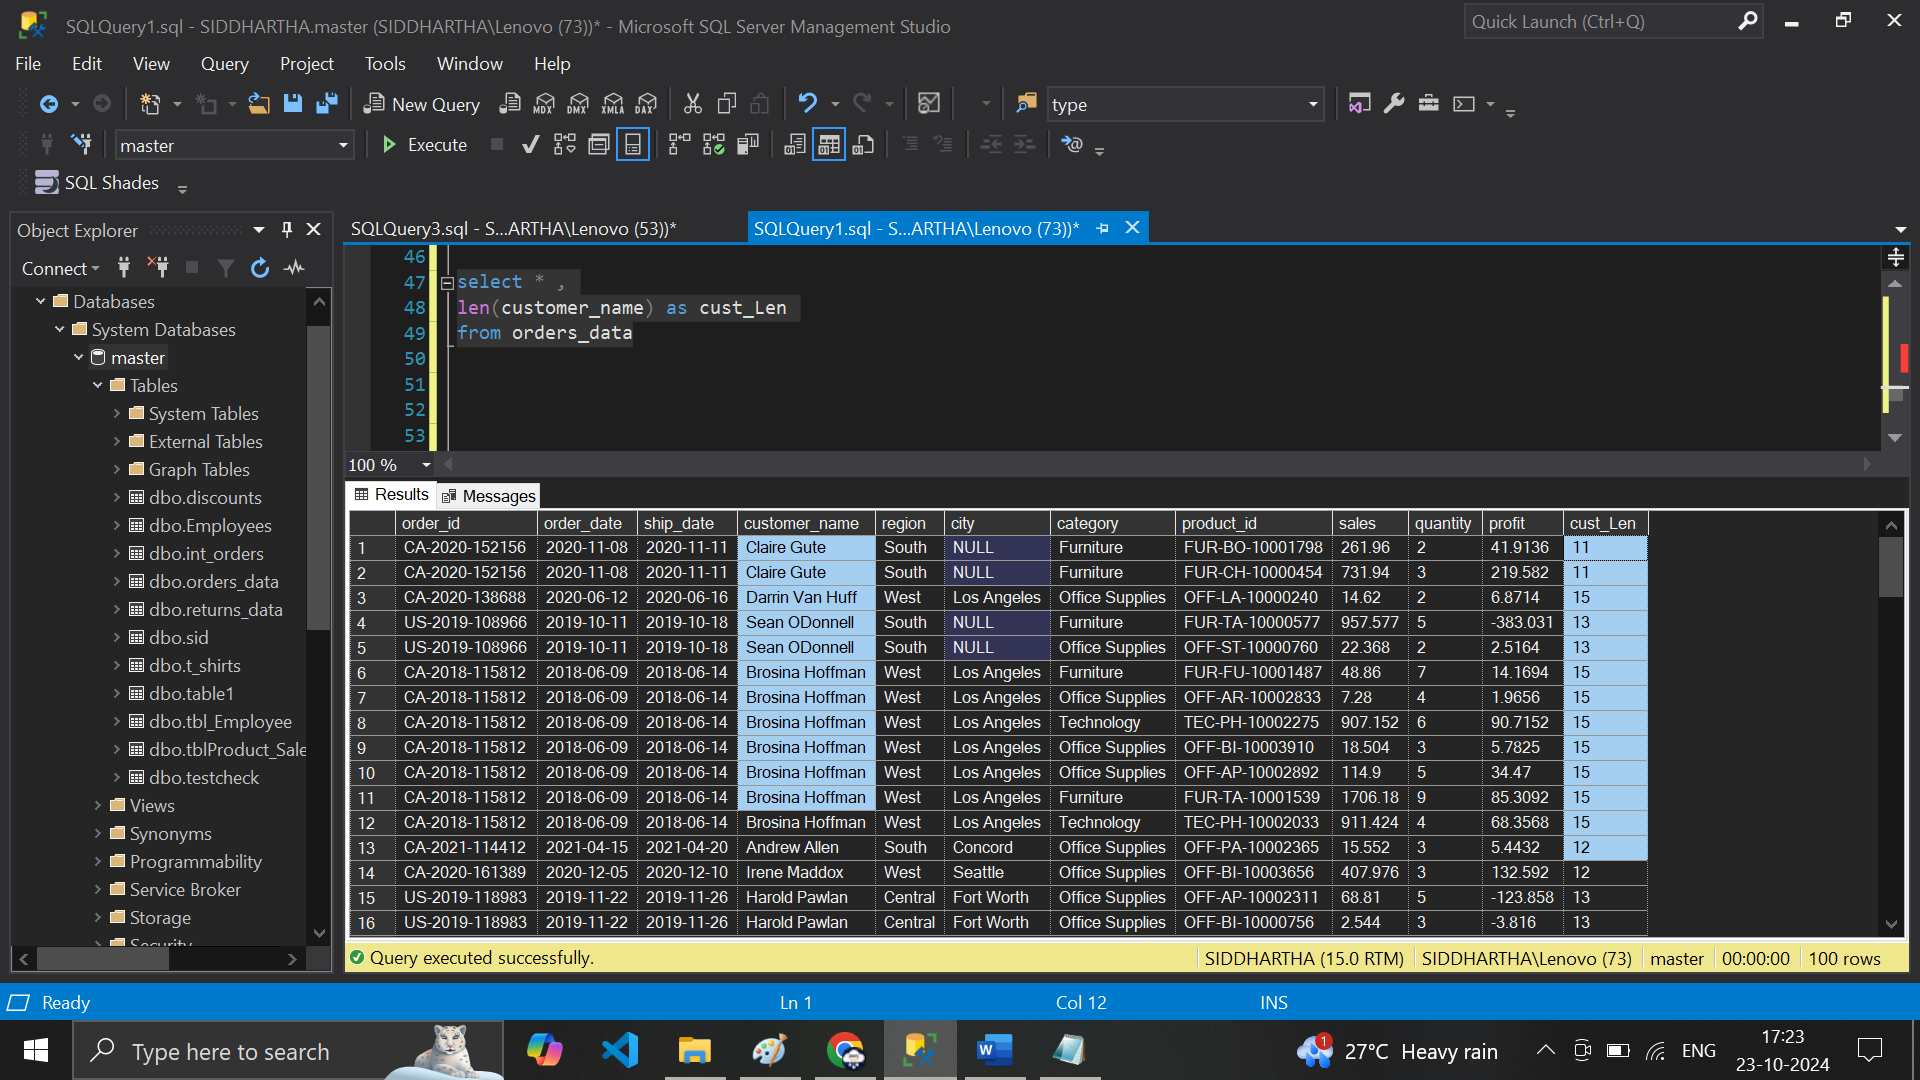 SQLQuery1.sql - SIDDHARTHA.master (SIDDHARTHA\Lenovo (73))* - Microsoft SQL Server Management Studio
Quick Launch (Ctrl+Q)
File Edit View Query Project Tools Window Help
New Query MDX DMX XMLA DAX type
master Execute
SQL Shades
Object Explorer
Connect
Databases
System Databases
master
Tables
System Tables
External Tables
Graph Tables
dbo.discounts
dbo.Employees
dbo.int_orders
dbo.orders_data
dbo.returns_data
dbo.sid
dbo.t_shirts
dbo.table1
dbo.tbl_Employee
dbo.tblProduct_Sale
dbo.testcheck
Views
Synonyms
Programmability
Service Broker
Storage
Security
SQLQuery3.sql - S...ARTHA\Lenovo (53))*
SQLQuery1.sql - S...ARTHA\Lenovo (73))*
46
47 select * ,
48 len(customer_name) as cust_Len
49 from orders_data
50
51
52
53
100 %
Results Messages
order_id order_date ship_date customer_name region city category product_id sales quantity profit cust_Len
1 CA-2020-152156 2020-11-08 2020-11-11 Claire Gute South NULL Furniture FUR-BO-10001798 261.96 2 41.9136 11
2 CA-2020-152156 2020-11-08 2020-11-11 Claire Gute South NULL Furniture FUR-CH-10000454 731.94 3 219.582 11
3 CA-2020-138688 2020-06-12 2020-06-16 Darrin Van Huff West Los Angeles Office Supplies OFF-LA-10000240 14.62 2 6.8714 15
4 US-2019-108966 2019-10-11 2019-10-18 Sean ODonnell South NULL Furniture FUR-TA-10000577 957.577 5 -383.031 13
5 US-2019-108966 2019-10-11 2019-10-18 Sean ODonnell South NULL Office Supplies OFF-ST-10000760 22.368 2 2.5164 13
6 CA-2018-115812 2018-06-09 2018-06-14 Brosina Hoffman West Los Angeles Furniture FUR-FU-10001487 48.86 7 14.1694 15
7 CA-2018-115812 2018-06-09 2018-06-14 Brosina Hoffman West Los Angeles Office Supplies OFF-AR-10002833 7.28 4 1.9656 15
8 CA-2018-115812 2018-06-09 2018-06-14 Brosina Hoffman West Los Angeles Technology TEC-PH-10002275 907.152 6 90.7152 15
9 CA-2018-115812 2018-06-09 2018-06-14 Brosina Hoffman West Los Angeles Office Supplies OFF-BI-10003910 18.504 3 5.7825 15
10 CA-2018-115812 2018-06-09 2018-06-14 Brosina Hoffman West Los Angeles Office Supplies OFF-AP-10002892 114.9 5 34.47 15
11 CA-2018-115812 2018-06-09 2018-06-14 Brosina Hoffman West Los Angeles Furniture FUR-TA-10001539 1706.18 9 85.3092 15
12 CA-2018-115812 2018-06-09 2018-06-14 Brosina Hoffman West Los Angeles Technology TEC-PH-10002033 911.424 4 68.3568 15
13 CA-2021-114412 2021-04-15 2021-04-20 Andrew Allen South Concord Office Supplies OFF-PA-10002365 15.552 3 5.4432 12
14 CA-2020-161389 2020-12-05 2020-12-10 Irene Maddox West Seattle Office Supplies OFF-BI-10003656 407.976 3 132.592 12
15 US-2019-118983 2019-11-22 2019-11-26 Harold Pawlan Central Fort Worth Office Supplies OFF-AP-10002311 68.81 5 -123.858 13
16 US-2019-118983 2019-11-22 2019-11-26 Harold Pawlan Central Fort Worth Office Supplies OFF-BI-10000756 2.544 3 -3.816 13
Query executed successfully. SIDDHARTHA (15.0 RTM) SIDDHARTHA\Lenovo (73) master 00:00:00 100 rows
Ready Ln 1 Col 12 INS
Type here to search
1 27°C Heavy rain ENG
17:23
23-10-2024